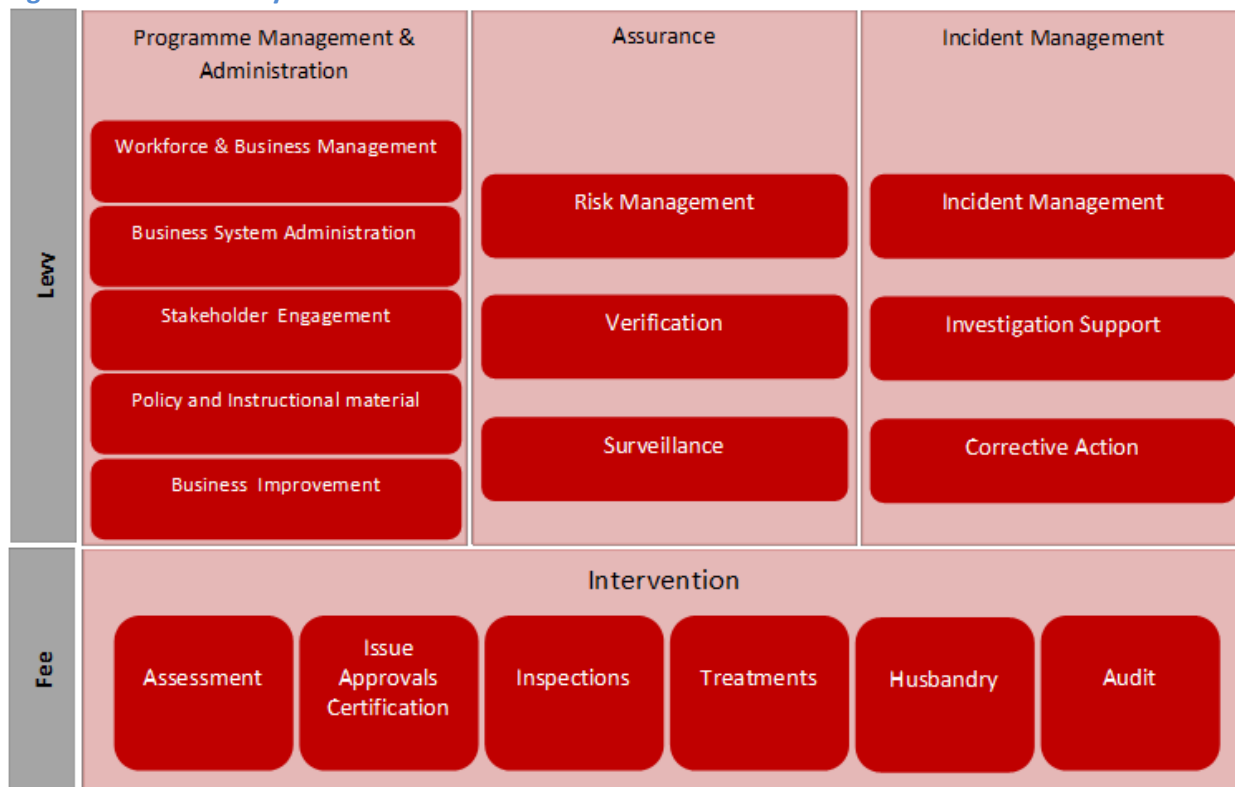 Programme Management &
Administration
Assurance
Incident Management
Levy
Workforce & Business Management
Business System Administration
Stakeholder Engagement
Policy and Instructional material
Business Improvement
Risk Management
Verification
Surveillance
Incident Management
Investigation Support
Corrective Action
Fee
Intervention
Assessment
Issue
Approvals
Certification
Inspections
Treatments
Husbandry
Audit